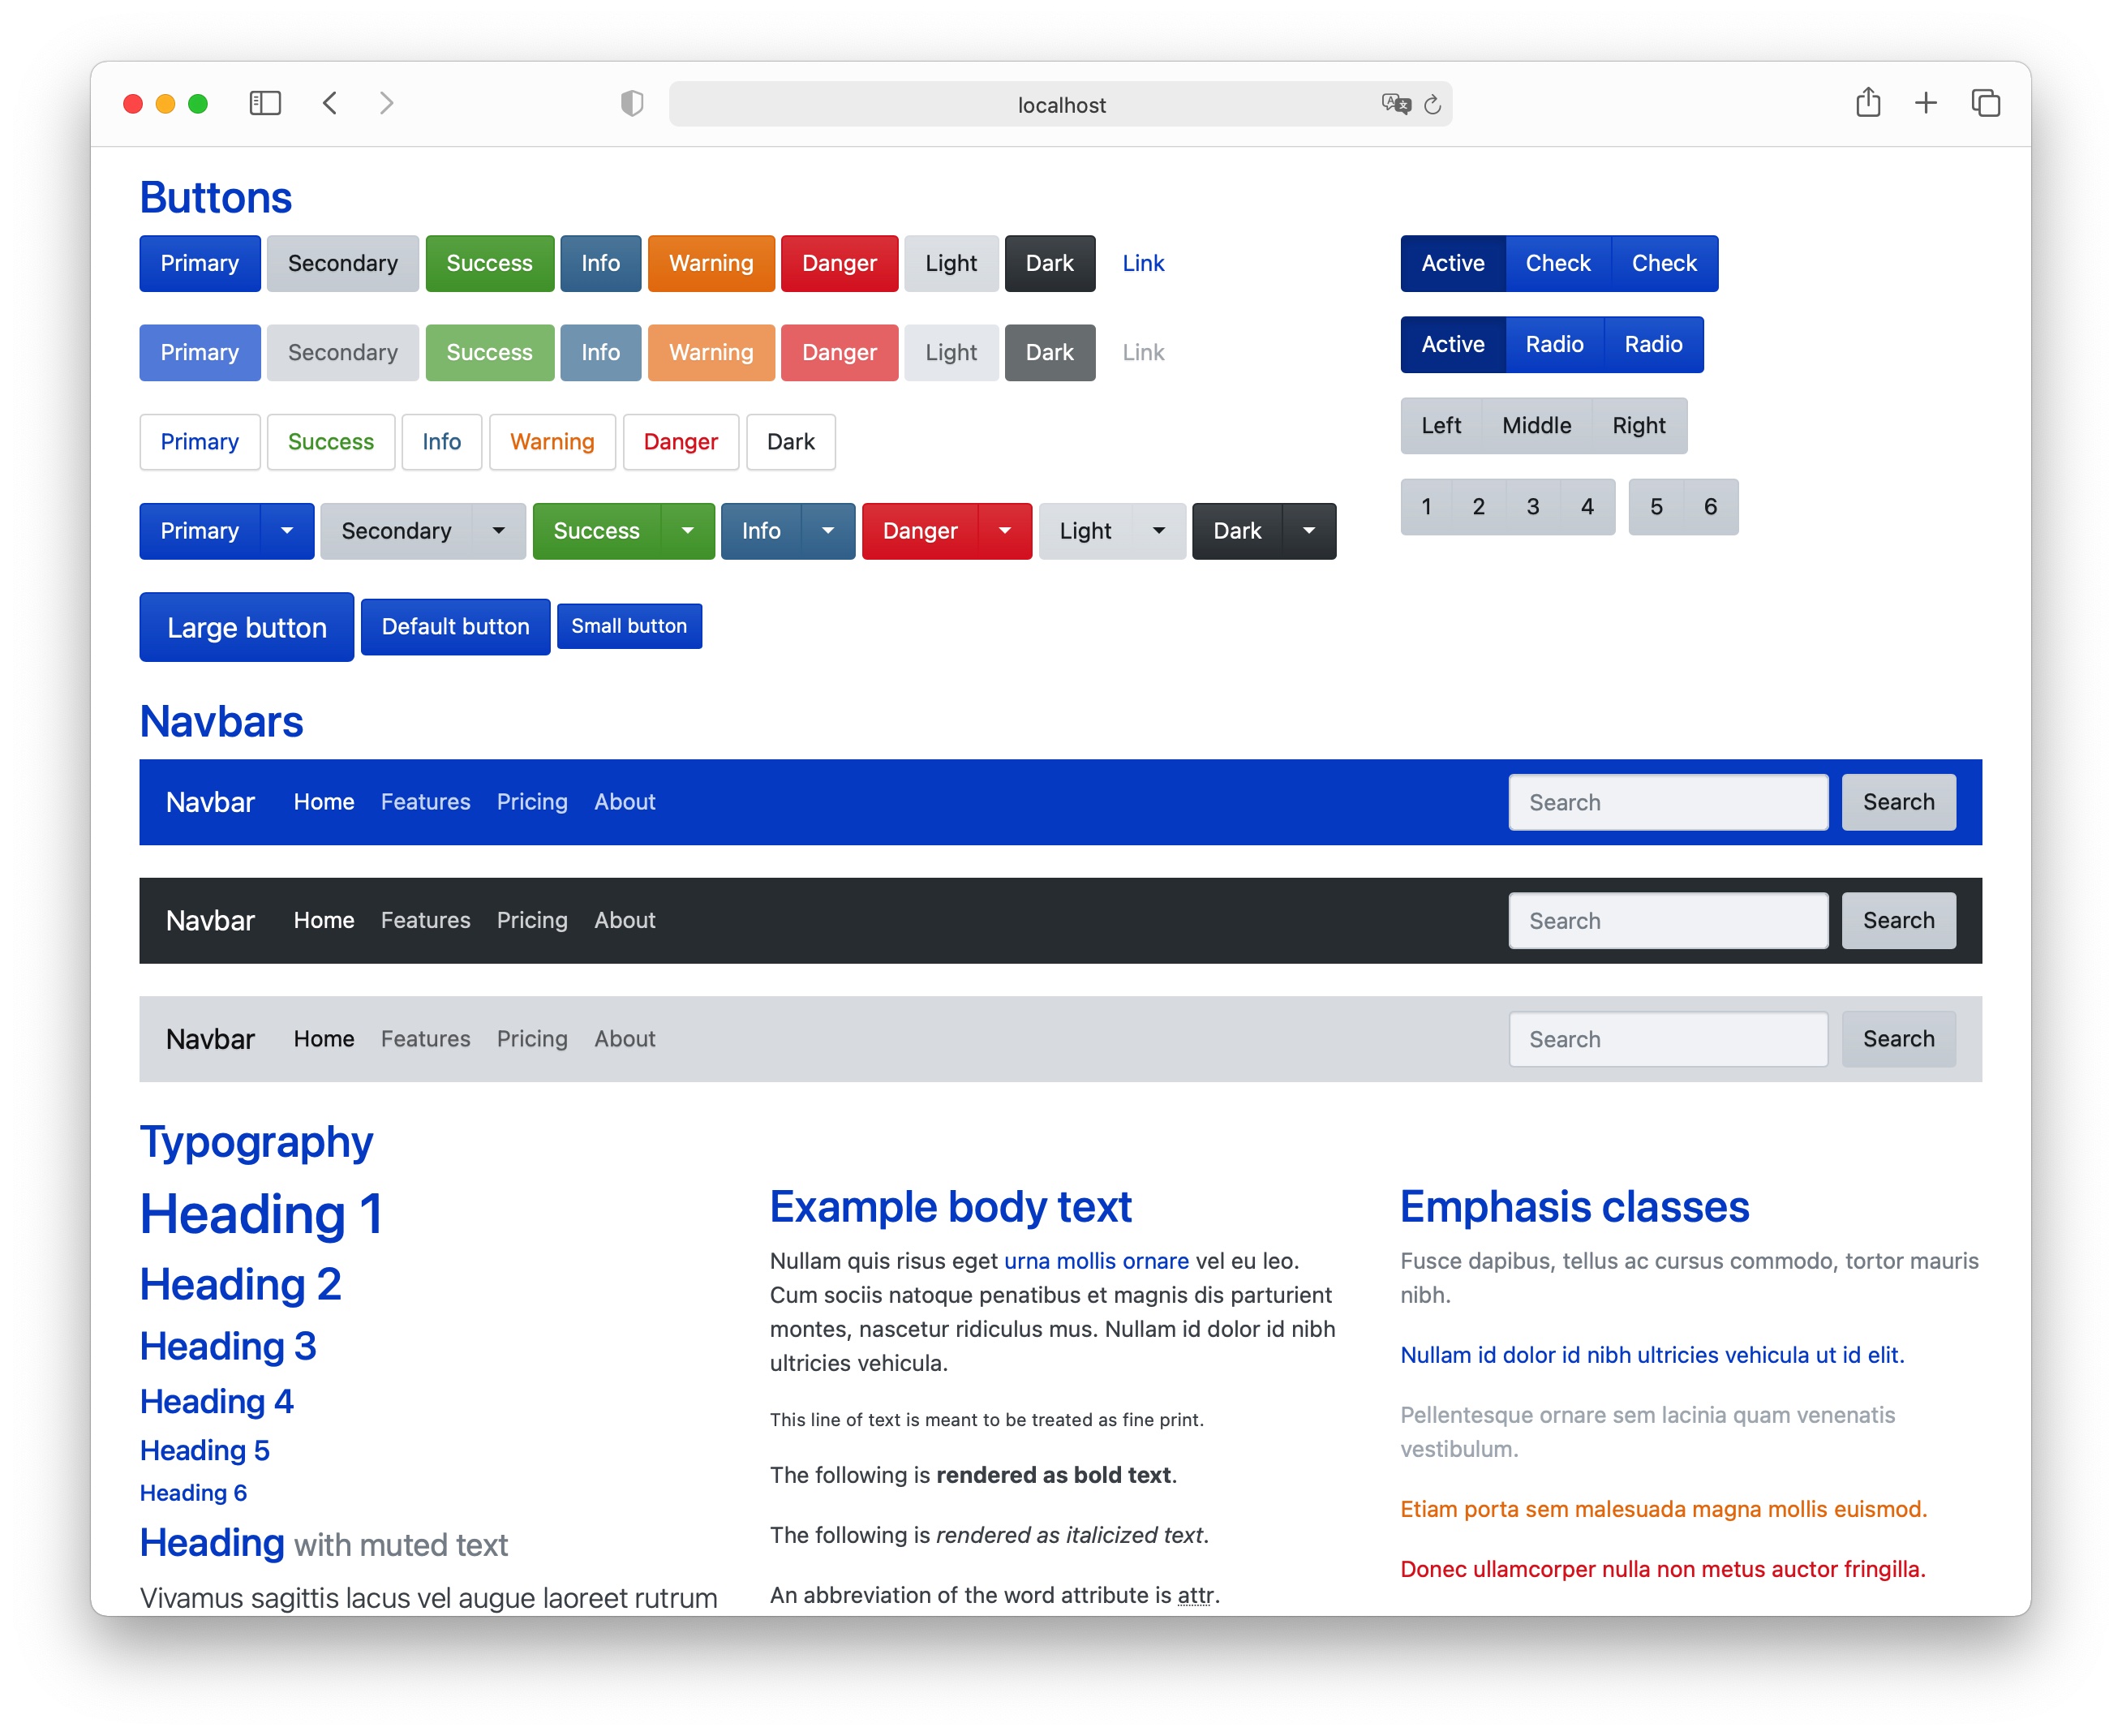 localhost
Buttons
Primary Secondary Success Info Warning Danger Light Dark Link
Active Check Check
Primary Secondary Success Info Warning Danger Light Dark Link
Active Radio Radio
Primary Success Info Warning Danger Dark
Left Middle Right
Primary Secondary Success Info Danger Light Dark
1 2 3 4 5 6
Large button Default button Small button
Navbars
Navbar Home Features Pricing About Search Search
Navbar Home Features Pricing About Search Search
Navbar Home Features Pricing About Search Search
Typography
Heading 1
Heading 2
Heading 3
Heading 4
Heading 5
Heading 6
Heading with muted text
Vivamus sagittis lacus vel augue laoreet rutrum
Example body text
Nullam quis risus eget urna mollis ornare vel eu leo.
Cum sociis natoque penatibus et magnis dis parturient
montes, nascetur ridiculus mus. Nullam id dolor id nibh
ultricies vehicula.
This line of text is meant to be treated as fine print.
The following is rendered as bold text.
The following is rendered as italicized text.
An abbreviation of the word attribute is attr.
Emphasis classes
Fusce dapibus, tellus ac cursus commodo, tortor mauris
nibh.
Nullam id dolor id nibh ultricies vehicula ut id elit.
Pellentesque ornare sem lacinia quam venenatis
vestibulum.
Etiam porta sem malesuada magna mollis euismod.
Donec ullamcorper nulla non metus auctor fringilla.